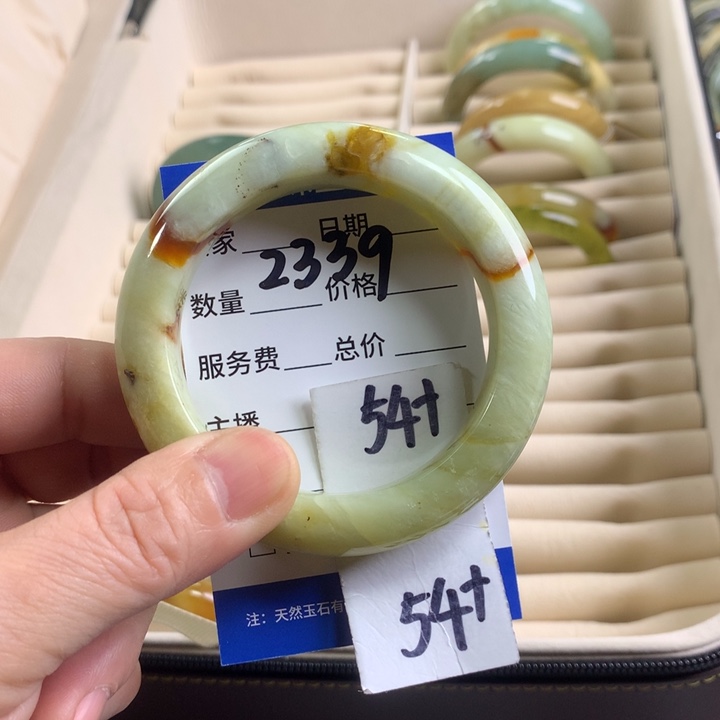 家 日期
2339
数量 价格
服务费 总价
主播
54+
注：天然玉石有
54+